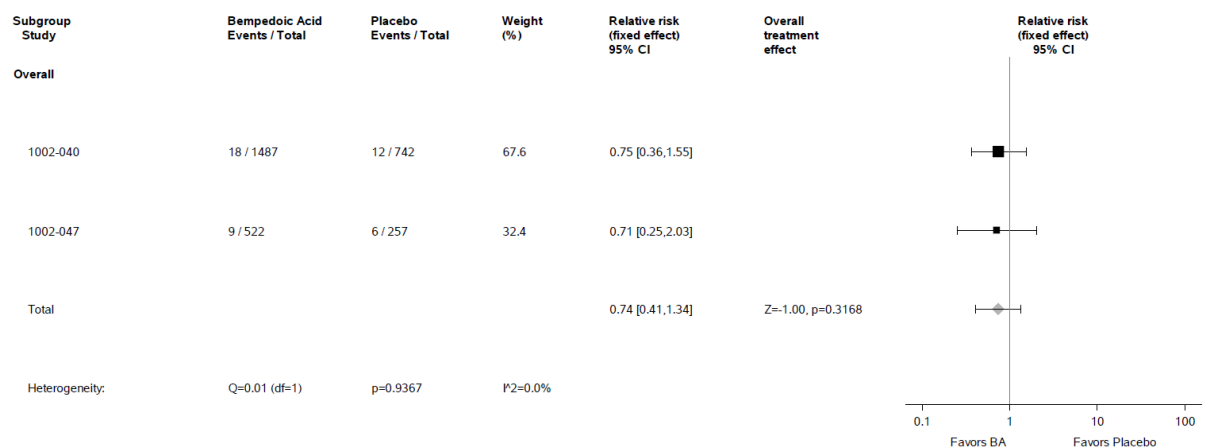 Subgroup Bempedoic Acid Placebo Weight Relative risk Overall Relative risk
Study Events / Total Events / Total (%) (fixed effect) treatment (fixed effect)
95% CI effect 95% CI
Overall
1002-040 18 / 1487 12 / 742 67.6 0.75 [0.36,1.55]
1002-047 9 / 522 6 / 257 32.4 0.71 [0.25,2.03]
Total 0.74 [0.41,1.34] Z=-1.00, p=0.3168
Heterogeneity: Q=0.01 (df=1) p=0.9367 I^2=0.0%
0.1 1 10 100
Favors BA Favors Placebo